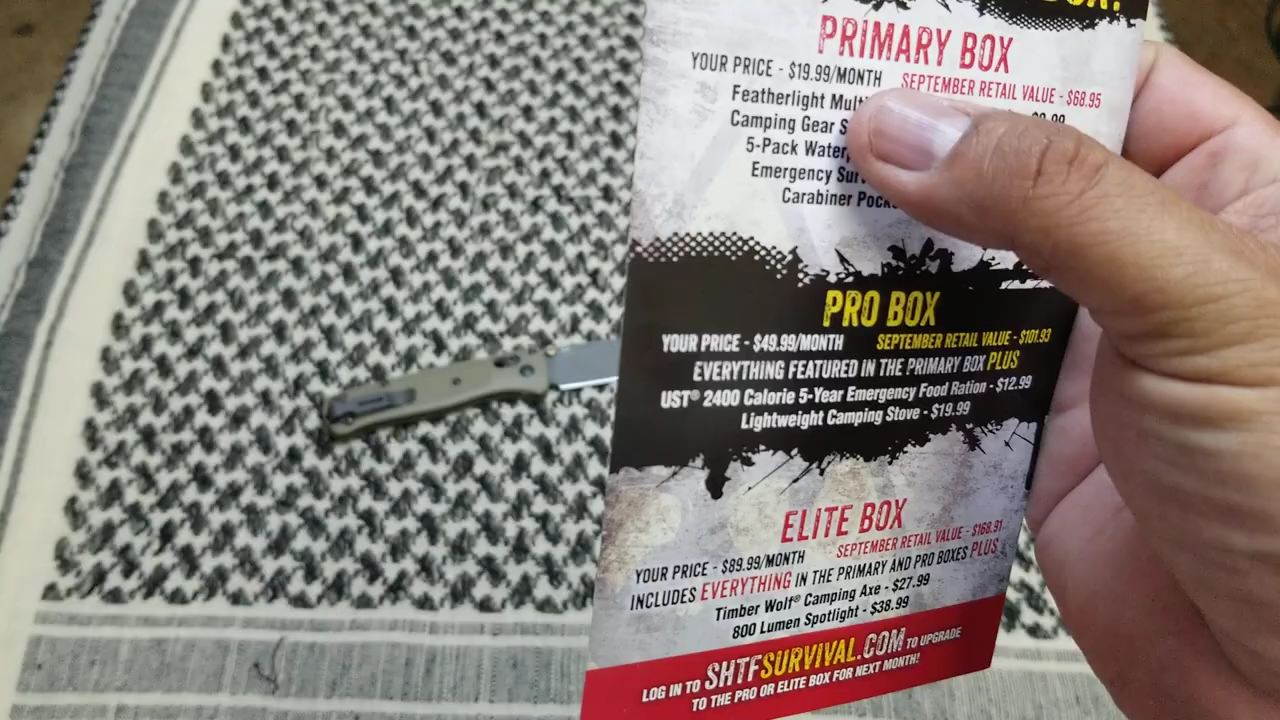 BOX!
PRIMARY BOX
YOUR PRICE - $19.99/MONTH SEPTEMBER RETAIL VALUE - $68.95
Featherlight
Camping Gear
5-Pack
Emergency
Carabiner
PRO BOX
YOUR PRICE - $49.99/MONTH SEPTEMBER RETAIL VALUE - $101.93
EVERYTHING FEATURED IN THE PRIMARY BOX PLUS
UST® 2400 Calorie 5-Year Emergency Food Ration - $12.99
Lightweight Camping Stove - $19.99
ELITE BOX
YOUR PRICE - $89.99/MONTH SEPTEMBER RETAIL VALUE - $168.91
INCLUDES EVERYTHING IN THE PRIMARY AND PRO BOXES PLUS
Timber Wolf® Camping Axe - $27.99
800 Lumen Spotlight - $38.99
LOG IN TO SHTFSURVIVAL.COM TO UPGRADE
TO THE PRO OR ELITE BOX FOR NEXT MONTH!